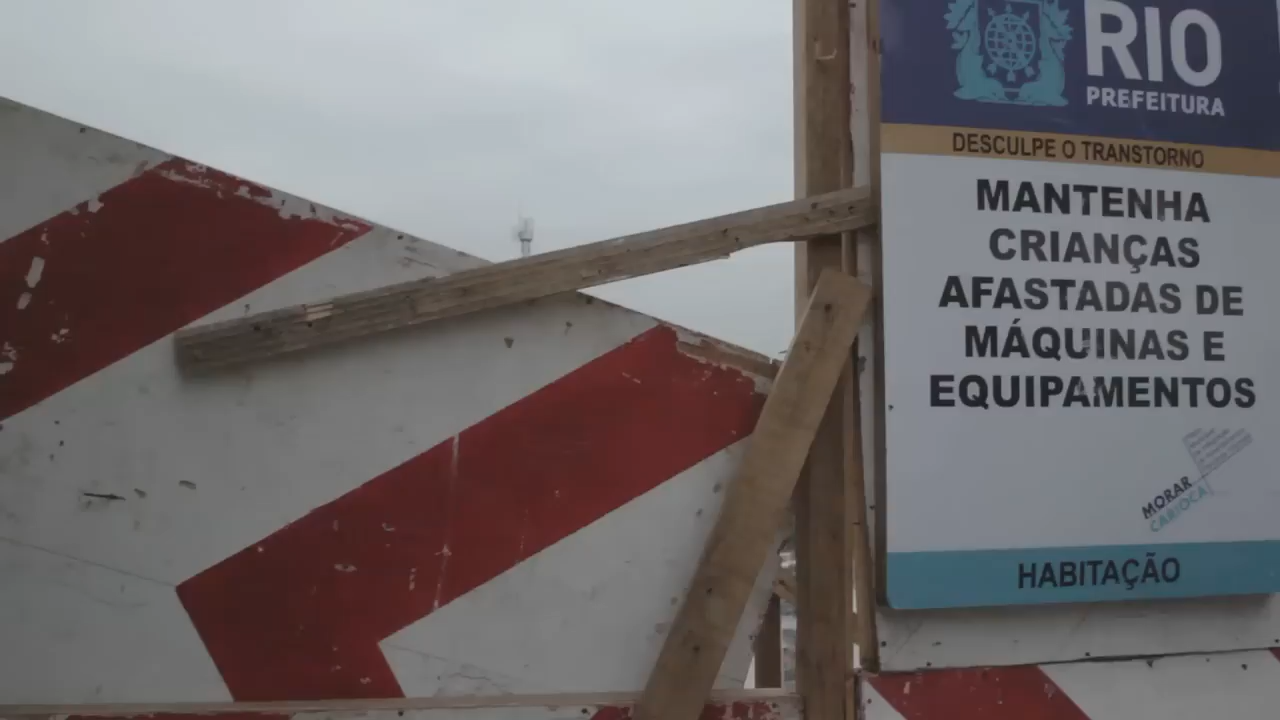 RIO
PREFEITURA
DESCULPE O TRANSTORNO
MANTENHA
CRIANÇAS
AFASTADAS DE
MÁQUINAS E
EQUIPAMENTOS
MORAR
CARIOCA
HABITAÇÃO